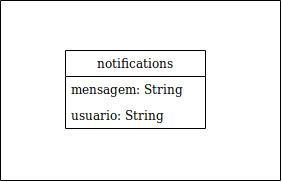 notifications
mensagem: String
usuario: String